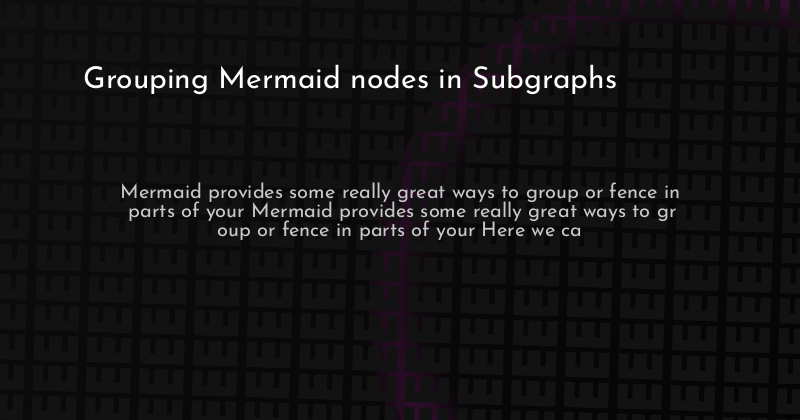 Grouping Mermaid nodes in Subgraphs
Mermaid provides some really great ways to group or fence in
parts of your Mermaid provides some really great ways to gr
oup or fence in parts of your Here we ca